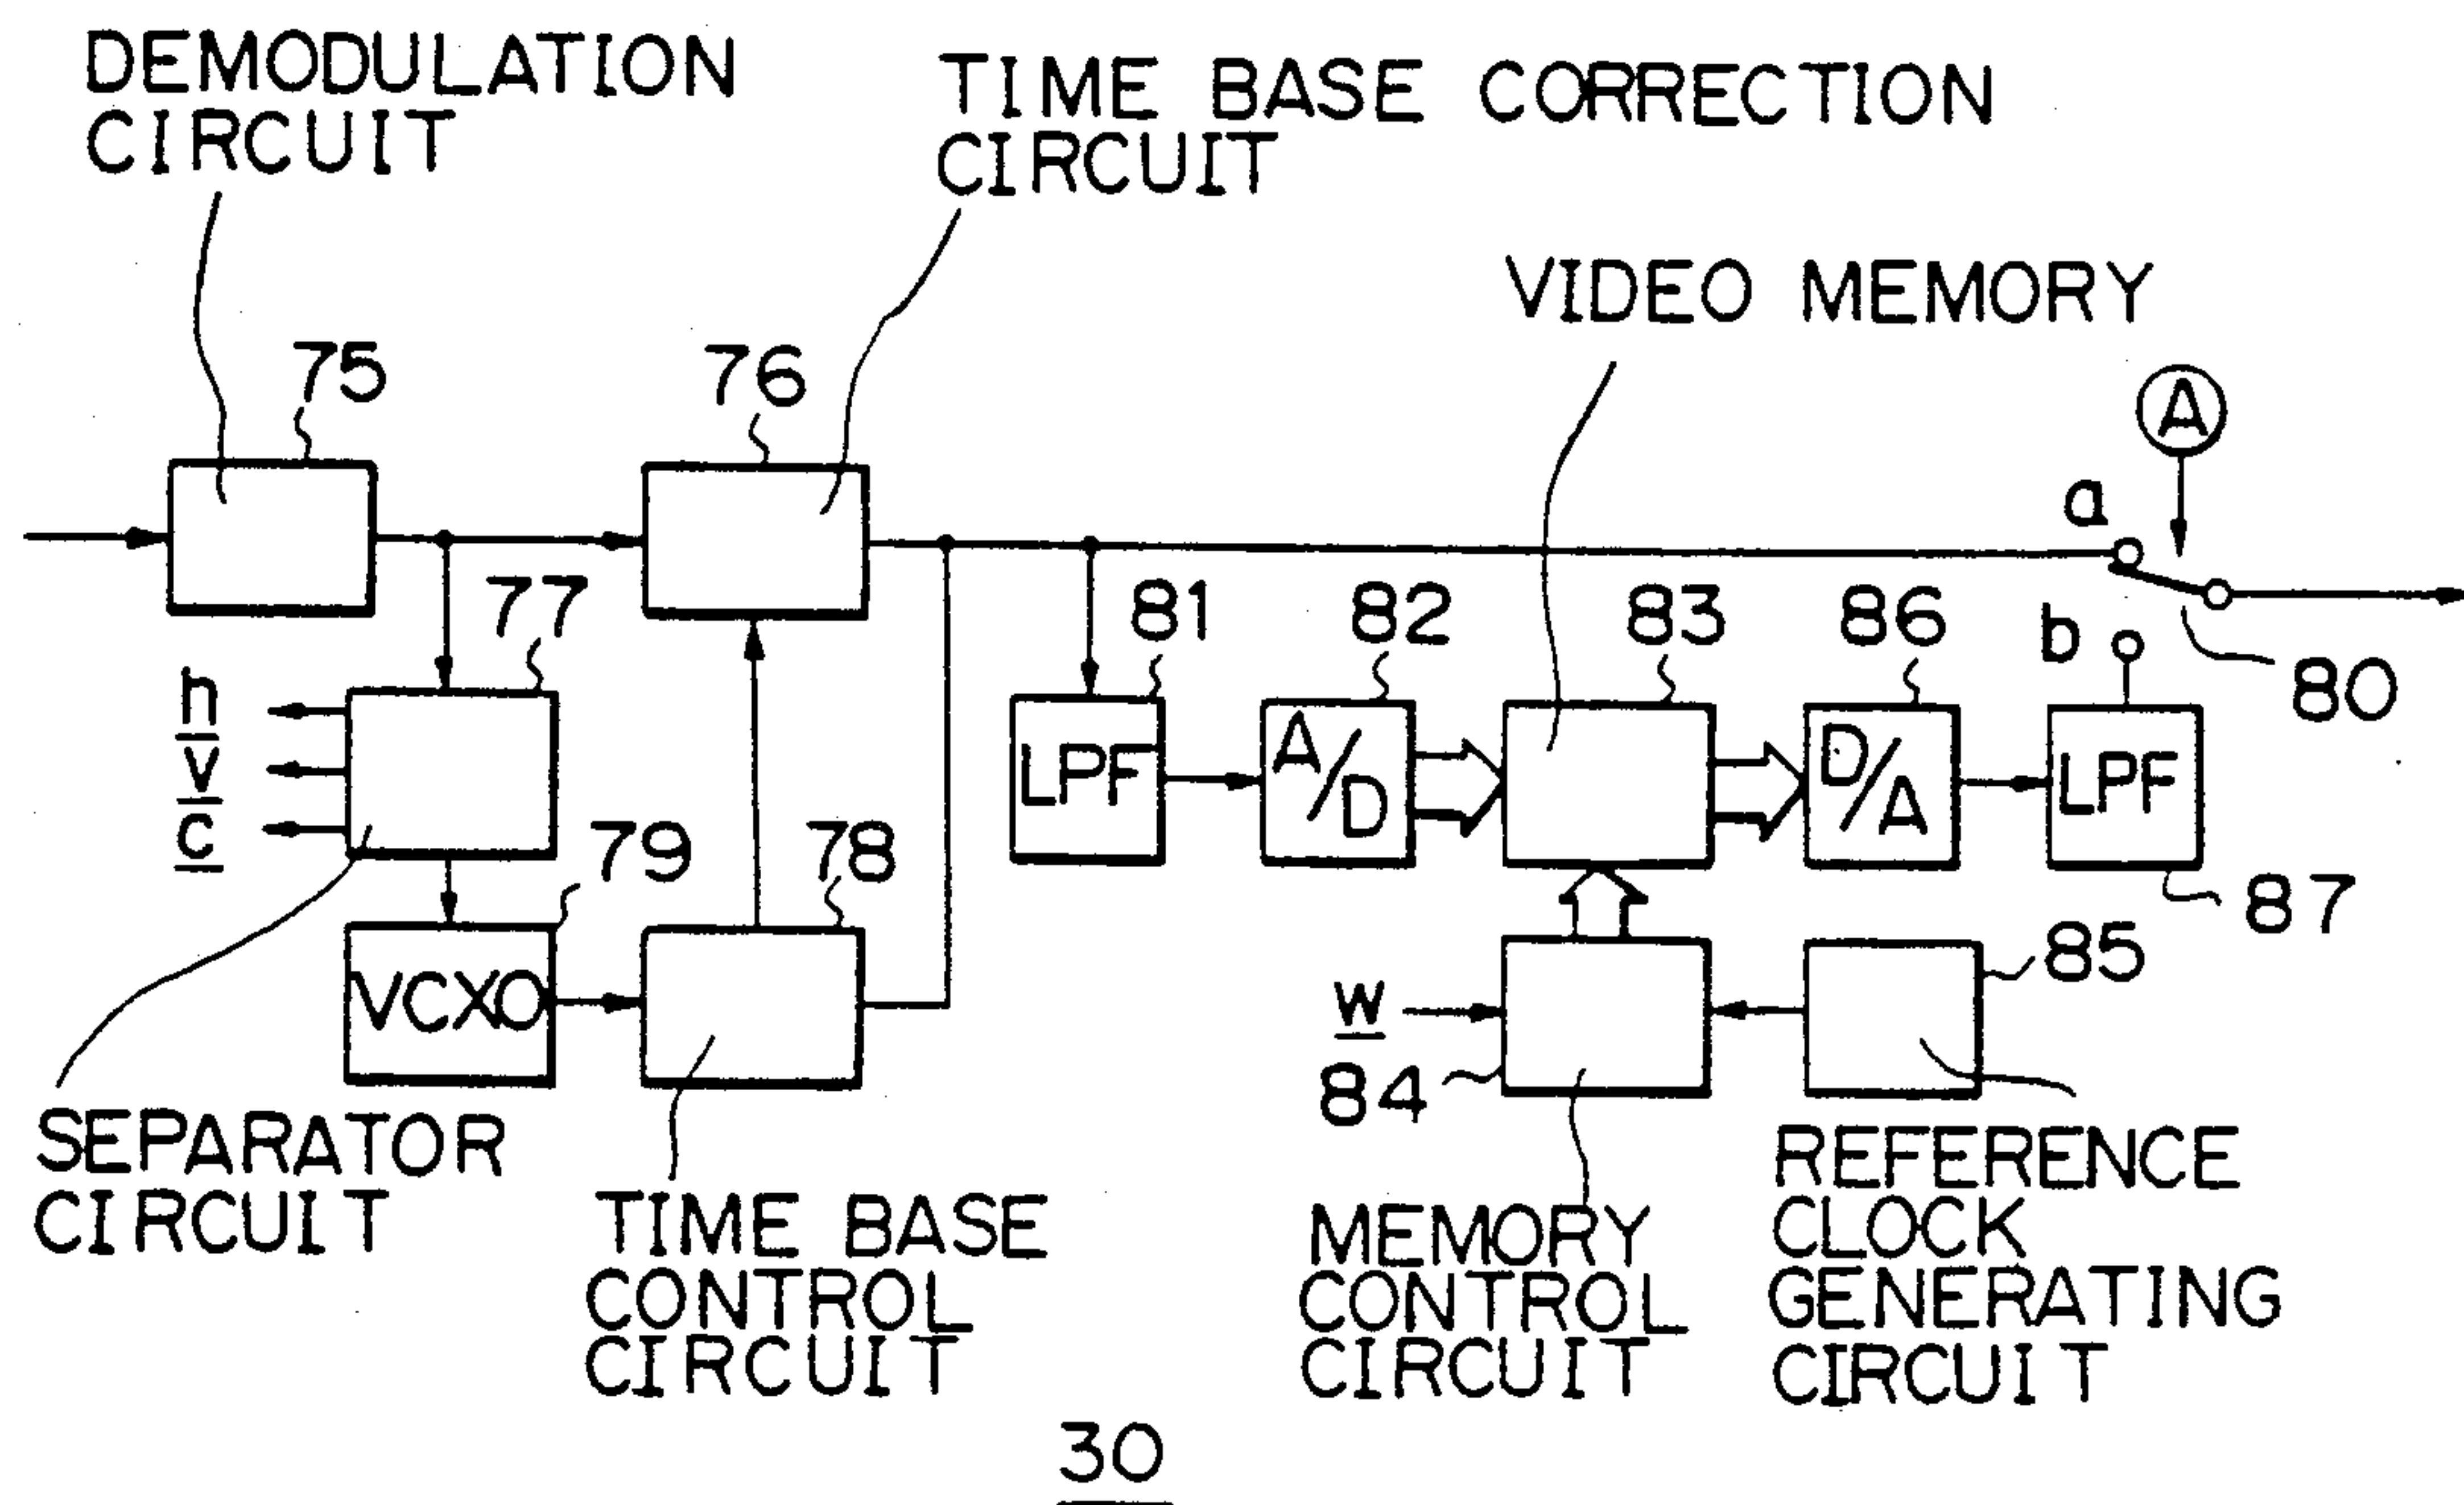 DEMODULATION
CIRCUIT
TIME BASE CORRECTION
CIRCUIT
VIDEO MEMORY
75
76
A
a
77
81
82
83
86
b
80
h
v
c
LPF
A/D
D/A
LPF
79
78
87
VCXO
w
85
84
SEPARATOR
CIRCUIT
TIME BASE
CONTROL
CIRCUIT
MEMORY
CONTROL
CIRCUIT
REFERENCE
CLOCK
GENERATING
CIRCUIT
30